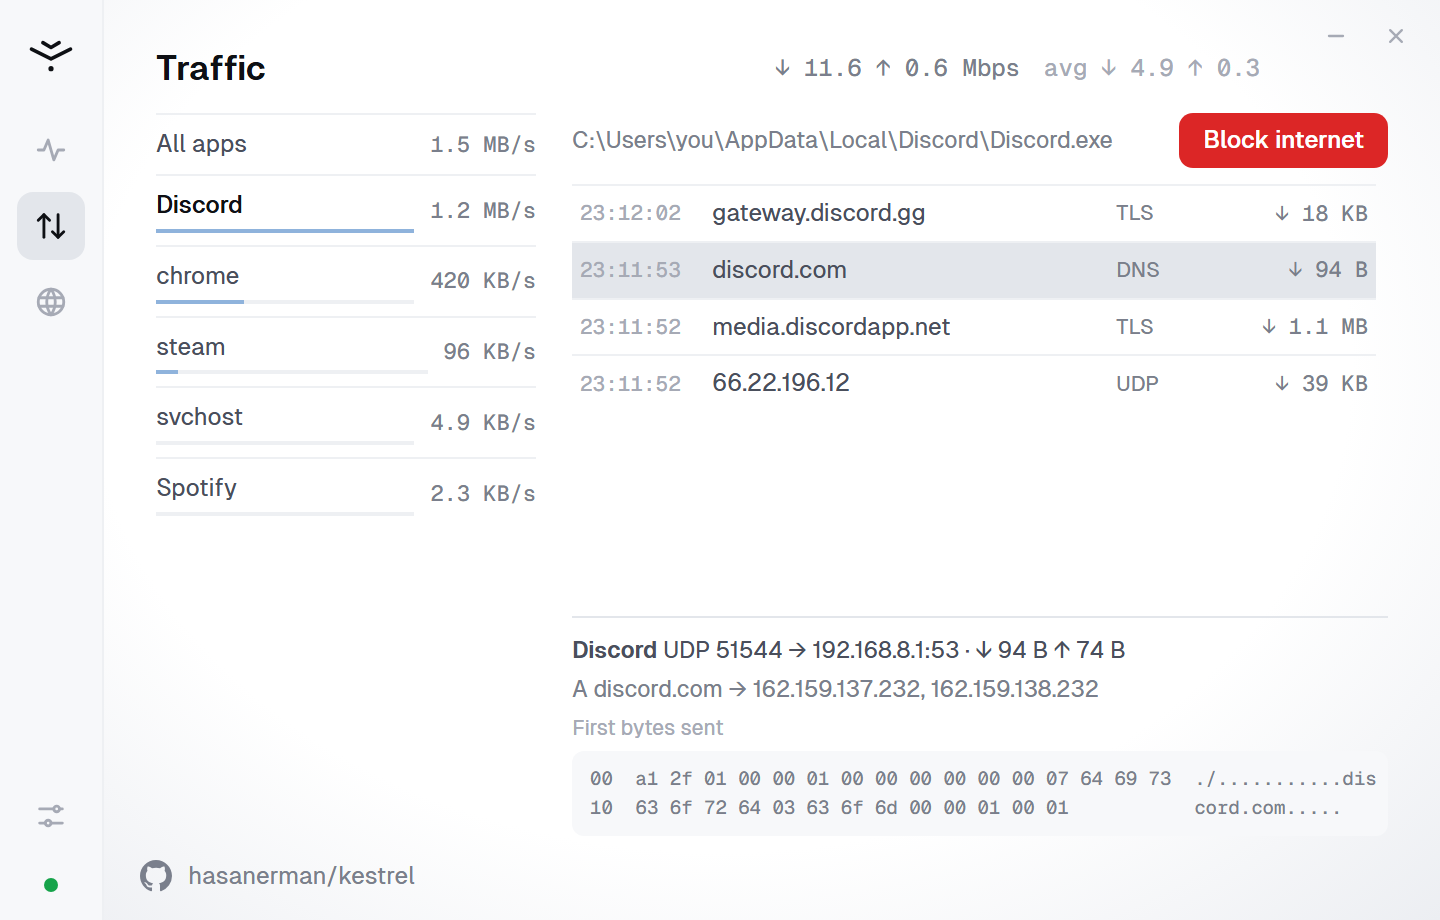 Traffic
↓ 11.6 ↑ 0.6 Mbps avg ↓ 4.9 ↑ 0.3
All apps 1.5 MB/s
Discord 1.2 MB/s
chrome 420 KB/s
steam 96 KB/s
svchost 4.9 KB/s
Spotify 2.3 KB/s
C:\Users\you\AppData\Local\Discord\Discord.exe
Block internet
23:12:02 gateway.discord.gg TLS ↓ 18 KB
23:11:53 discord.com DNS ↓ 94 B
23:11:52 media.discordapp.net TLS ↓ 1.1 MB
23:11:52 66.22.196.12 UDP ↓ 39 KB
Discord UDP 51544 → 192.168.8.1:53 · ↓ 94 B ↑ 74 B
A discord.com → 162.159.137.232, 162.159.138.232
First bytes sent
00 a1 2f 01 00 00 01 00 00 00 00 00 00 07 64 69 73 ./...........dis
10 63 6f 72 64 03 63 6f 6d 00 00 01 00 01 cord.com.....
hasanerman/kestrel